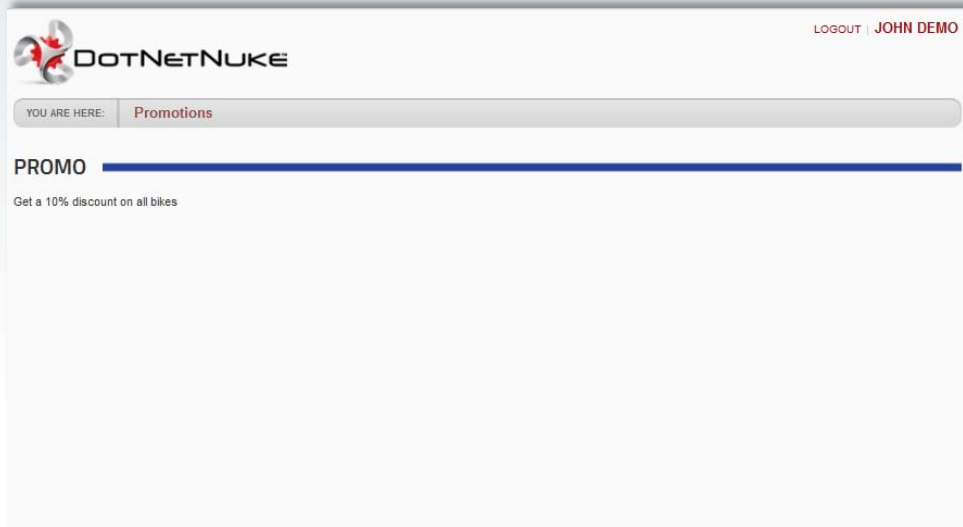 LOGOUT | JOHN DEMO
DotNetNuke
YOU ARE HERE: Promotions
PROMO
Get a 10% discount on all bikes